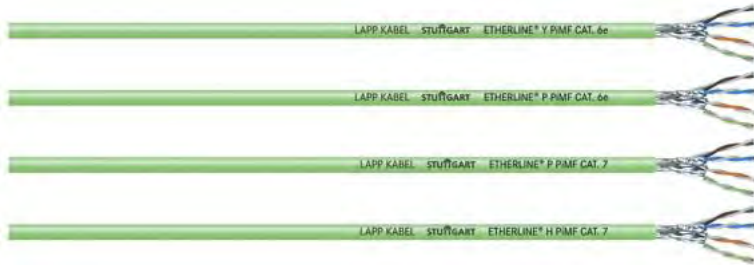 LAPP KABEL STUTTGART ETHERLINE® Y PiMF CAT. 6e
LAPP KABEL STUTTGART ETHERLINE® P PiMF CAT. 6e
LAPP KABEL STUTTGART ETHERLINE® P PiMF CAT. 7
LAPP KABEL STUTTGART ETHERLINE® H PiMF CAT. 7